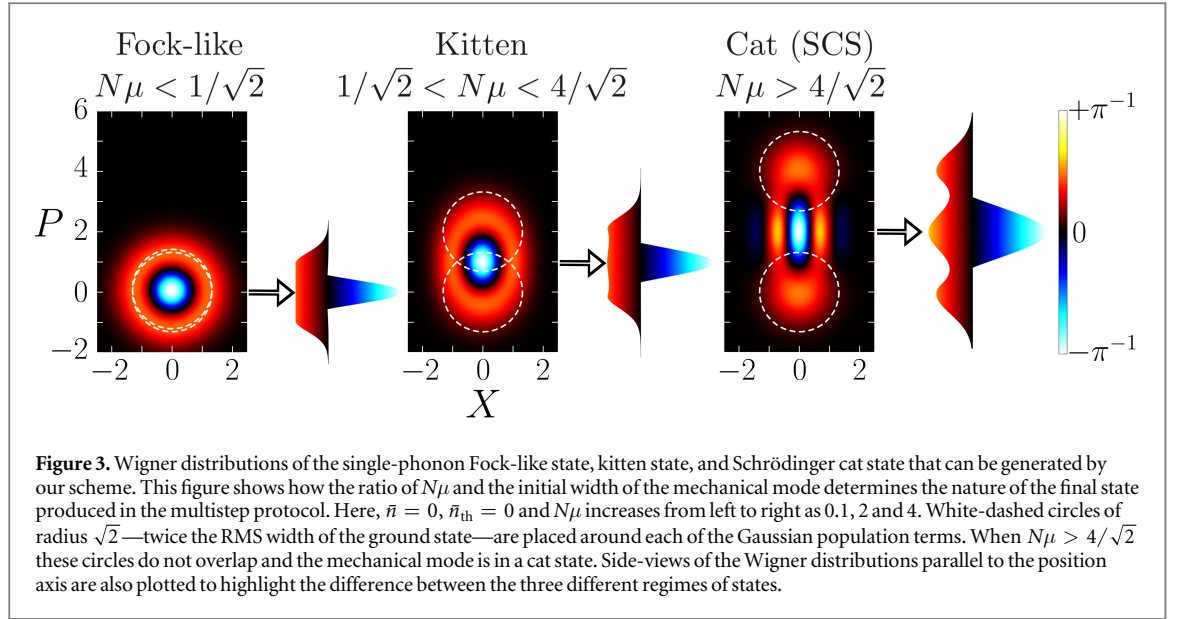 Fock-like
Nμ < 1/√2
Kitten
1/√2 < Nμ < 4/√2
Cat (SCS)
Nμ > 4/√2
6
4
2
0
−2
P
−2 0 2
−2 0 2
−2 0 2
X
+π⁻¹
0
−π⁻¹
Figure 3. Wigner distributions of the single-phonon Fock-like state, kitten state, and Schrödinger cat state that can be generated by
our scheme. This figure shows how the ratio of Nμ and the initial width of the mechanical mode determines the nature of the final state
produced in the multistep protocol. Here, n̄ = 0, n̄th = 0 and Nμ increases from left to right as 0.1, 2 and 4. White-dashed circles of
radius √2—twice the RMS width of the ground state—are placed around each of the Gaussian population terms. When Nμ > 4/√2
these circles do not overlap and the mechanical mode is in a cat state. Side-views of the Wigner distributions parallel to the position
axis are also plotted to highlight the difference between the three different regimes of states.